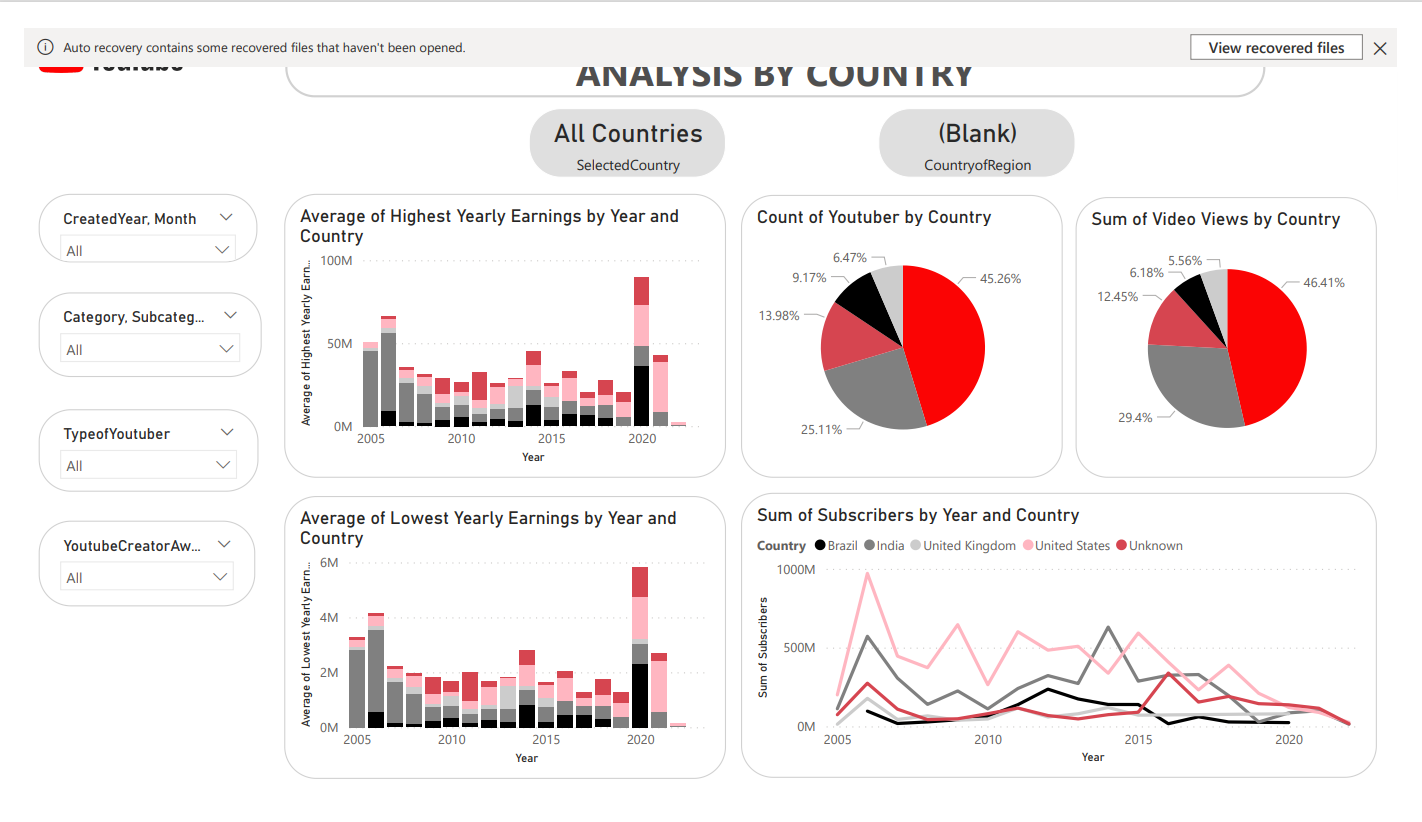 Auto recovery contains some recovered files that haven't been opened.
View recovered files
YouTube
ANALYSIS BY COUNTRY
All Countries
SelectedCountry
(Blank)
CountryofRegion
CreatedYear, Month
All
Category, Subcateg...
All
TypeofYoutuber
All
YoutubeCreatorAw...
All
Average of Highest Yearly Earnings by Year and
Country
Average of Highest Yearly Earn...
100M
50M
0M
2005
2010
2015
2020
Year
Count of Youtuber by Country
6.47%
9.17%
13.98%
25.11%
45.26%
Sum of Video Views by Country
5.56%
6.18%
12.45%
29.4%
46.41%
Average of Lowest Yearly Earnings by Year and
Country
Average of Lowest Yearly Earn...
6M
4M
2M
0M
2005
2010
2015
2020
Year
Sum of Subscribers by Year and Country
Country Brazil India United Kingdom United States Unknown
Sum of Subscribers
1000M
500M
0M
2005
2010
2015
2020
Year